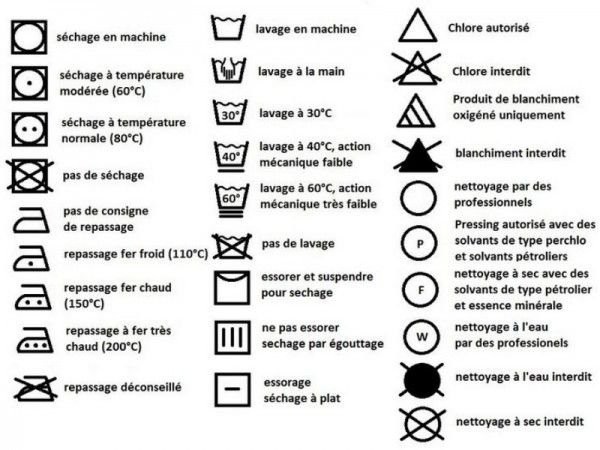 séchage en machine
séchage à température
modérée (60°C)
séchage à température
normale (80°C)
pas de séchage
pas de consigne
de repassage
repassage fer froid (110°C)
repassage fer chaud
(150°C)
repassage à fer très
chaud (200°C)
repassage déconseillé
lavage en machine
lavage à la main
30°
lavage à 30°C
40°
lavage à 40°C, action
mécanique faible
60°
lavage à 60°C, action
mécanique très faible
pas de lavage
essorer et suspendre
pour sechage
ne pas essorer
sechage par égouttage
essorage
séchage à plat
Chlore autorisé
Chlore interdit
Produit de blanchiment
oxigéné uniquement
blanchiment interdit
nettoyage par des
professionnels
P
Pressing autorisé avec des
solvants de type perchlo
et solvants pétroliers
F
nettoyage à sec avec des
solvants de type pétrolier
et essence minérale
W
nettoyage à l'eau
par des professionels
nettoyage à l'eau interdit
nettoyage à sec interdit